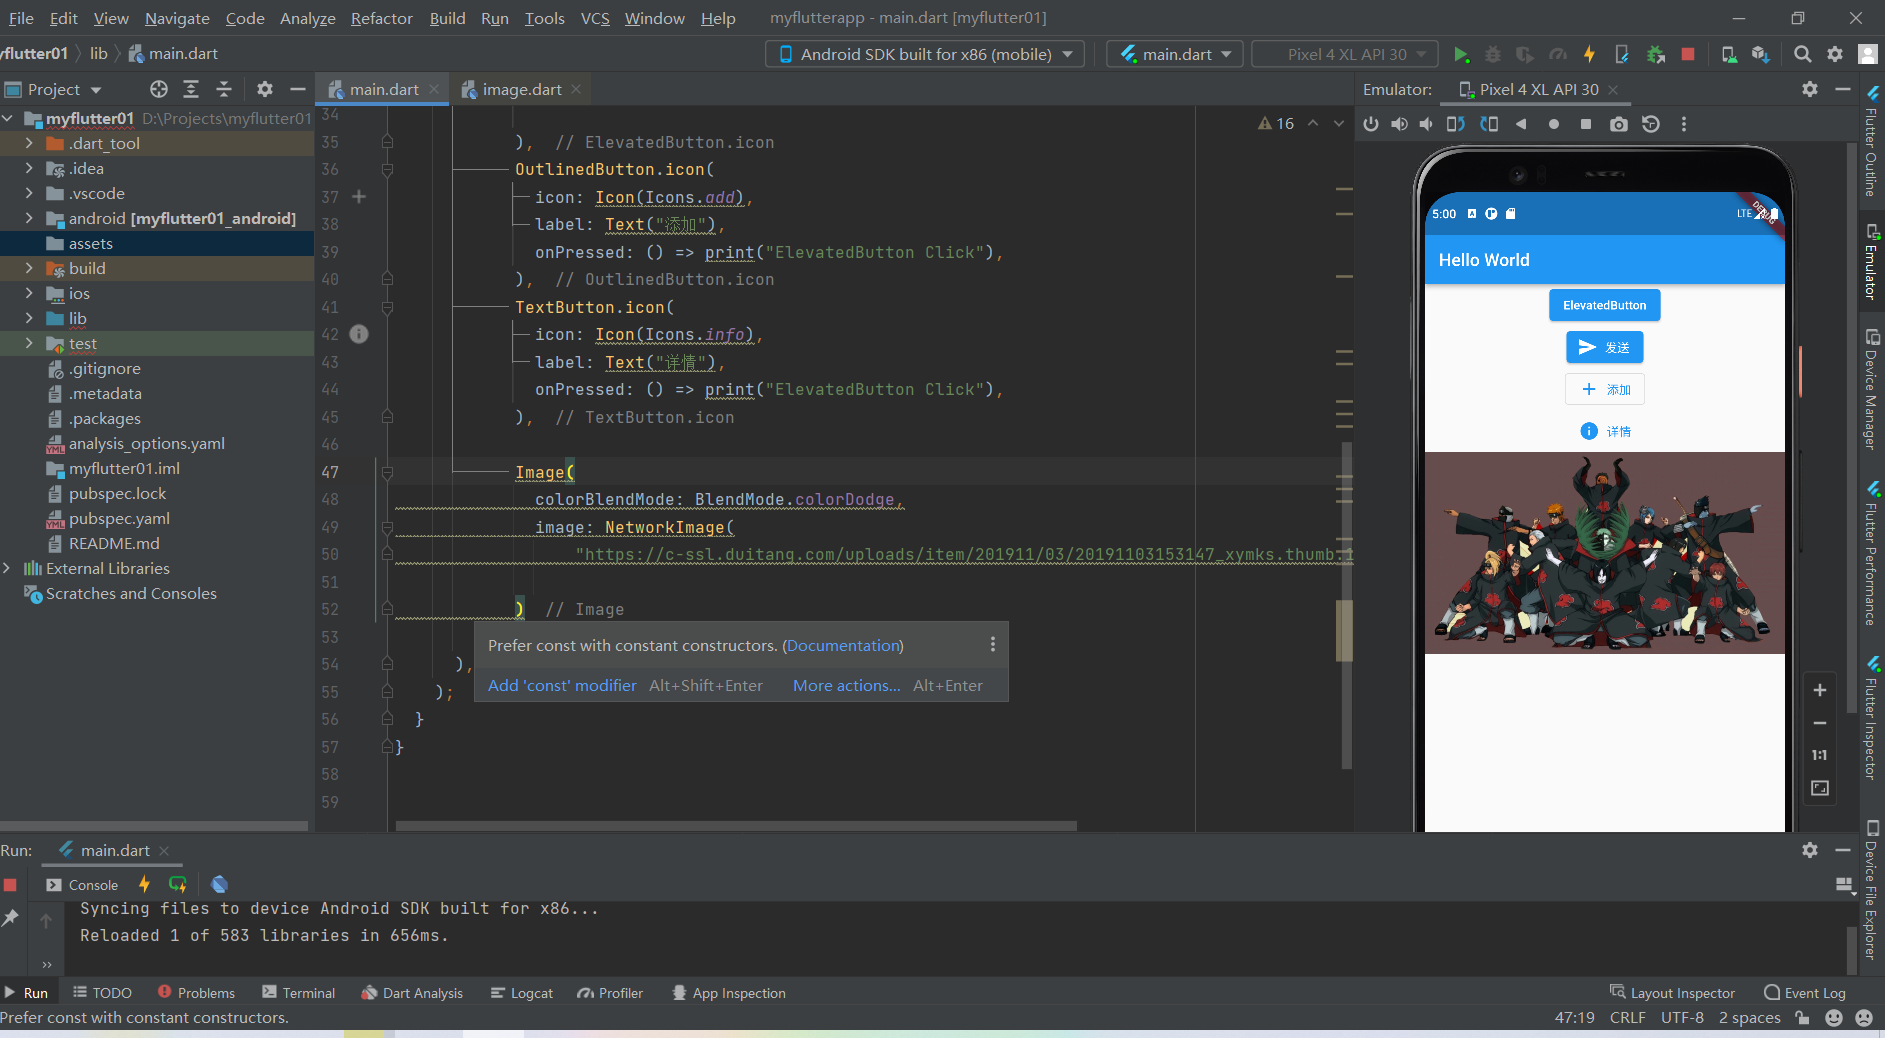 File Edit View Navigate Code Analyze Refactor Build Run Tools VCS Window Help myflutterapp - main.dart [myflutter01]
yflutter01 lib main.dart Android SDK built for x86 (mobile) main.dart Pixel 4 XL API 30
Project main.dart image.dart Emulator: Pixel 4 XL API 30
myflutter01 D:\Projects\myflutter01
.dart_tool
.idea
.vscode
android [myflutter01_android]
assets
build
ios
lib
test
.gitignore
.metadata
.packages
analysis_options.yaml
myflutter01.iml
pubspec.lock
pubspec.yaml
README.md
External Libraries
Scratches and Consoles
16
34
35 ), // ElevatedButton.icon
36 OutlinedButton.icon(
37 icon: Icon(Icons.add),
38 label: Text("添加"),
39 onPressed: () => print("ElevatedButton Click"),
40 ), // OutlinedButton.icon
41 TextButton.icon(
42 icon: Icon(Icons.info),
43 label: Text("详情"),
44 onPressed: () => print("ElevatedButton Click"),
45 ), // TextButton.icon
46
47 Image(
48 colorBlendMode: BlendMode.colorDodge,
49 image: NetworkImage(
50 "https://c-ssl.duitang.com/uploads/item/201911/03/20191103153147_xymks.thumb.1
51
52 ) // Image
53
54 ),
55 );
56 }
57 }
58
59
Prefer const with constant constructors. (Documentation)
Add 'const' modifier Alt+Shift+Enter More actions... Alt+Enter
5:00 LTE
DEBUG
Hello World
ElevatedButton
发送
添加
详情
1:1
Flutter Outline
Emulator
Device Manager
Flutter Performance
Flutter Inspector
Device File Explorer
Run: main.dart
Console
Syncing files to device Android SDK built for x86...
Reloaded 1 of 583 libraries in 656ms.
Run TODO Problems Terminal Dart Analysis Logcat Profiler App Inspection Layout Inspector Event Log
Prefer const with constant constructors. 47:19 CRLF UTF-8 2 spaces